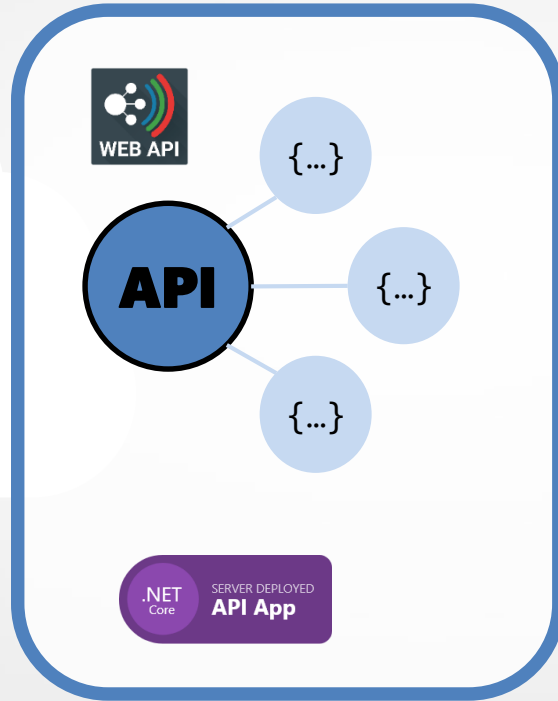 WEB API
{...}
API
{...}
{...}
.NET
Core
SERVER DEPLOYED
API App